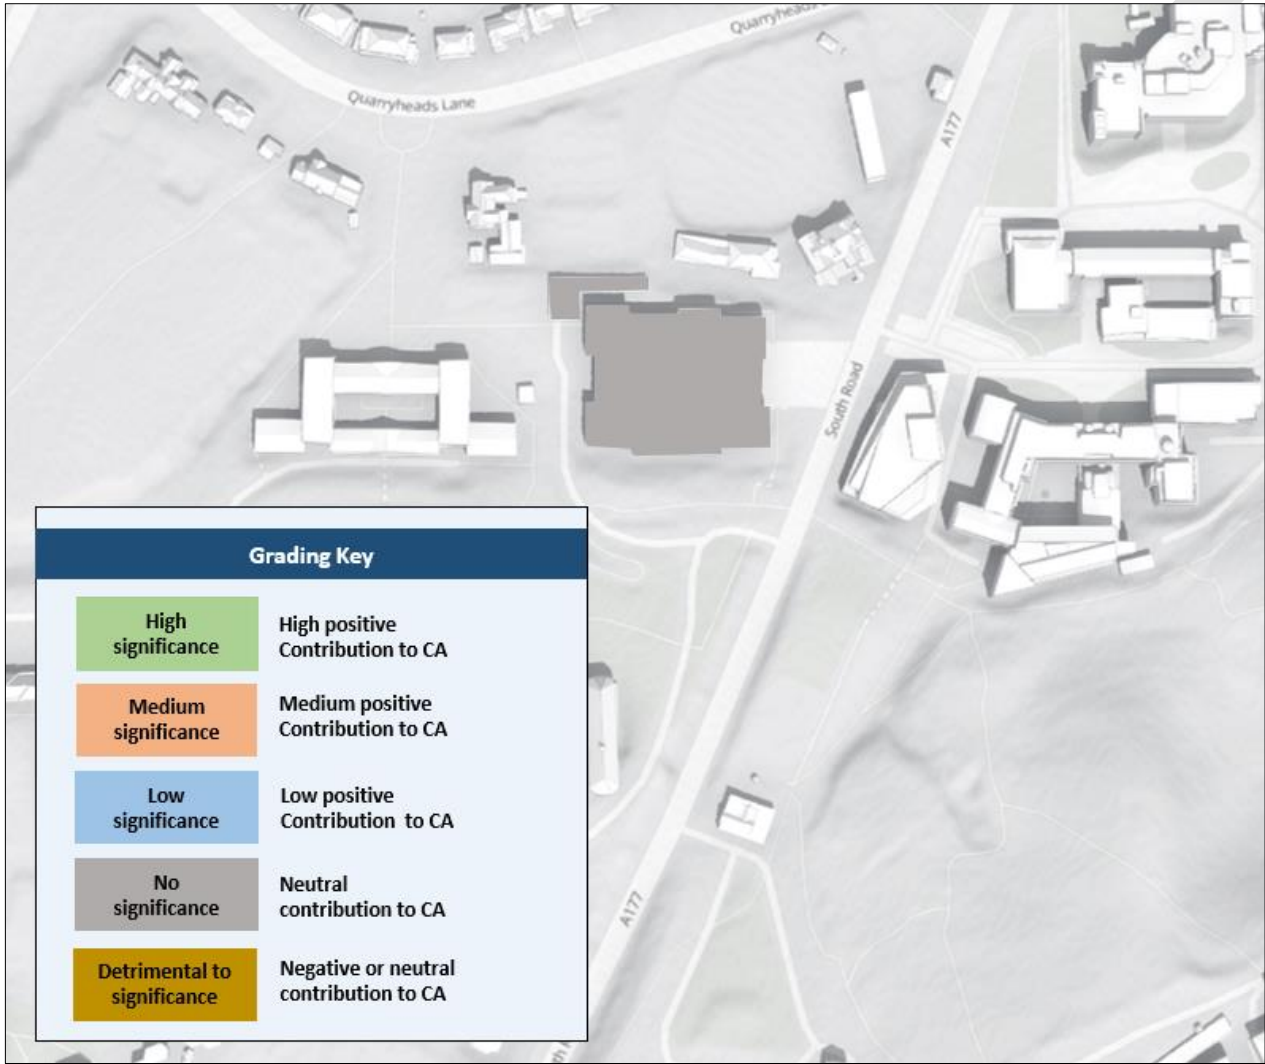 Quarryheads Lane
Quarryheads
A177
South Road
A177
Grading Key
High
significance
High positive
Contribution to CA
Medium
significance
Medium positive
Contribution to CA
Low
significance
Low positive
Contribution to CA
No
significance
Neutral
contribution to CA
Detrimental to
significance
Negative or neutral
contribution to CA